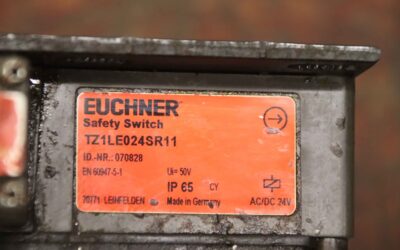 EUCHNER
Safety Switch
TZ1LE024SR11
ID.-NR.: 070828
EN 60947-5-1 Ui= 50V
IP 65 CY
70771 LEINFELDEN Made in Germany AC/DC 24V